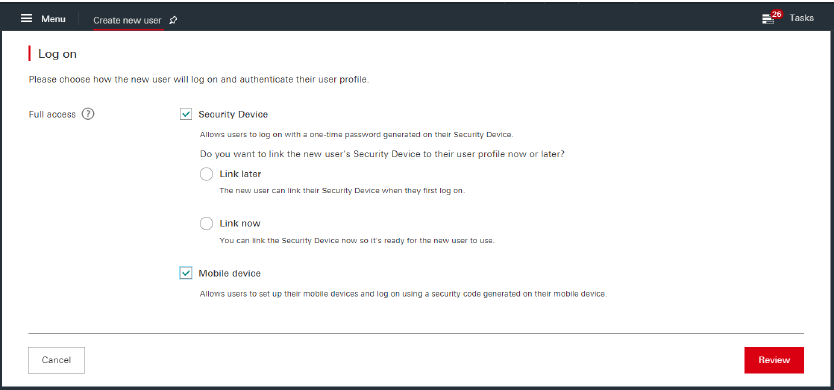 Menu
Create new user
26
Tasks
Log on
Please choose how the new user will log on and authenticate their user profile.
Full access ?
Security Device
Allows users to log on with a one-time password generated on their Security Device.
Do you want to link the new user's Security Device to their user profile now or later?
Link later
The new user can link their Security Device when they first log on.
Link now
You can link the Security Device now so it's ready for the new user to use.
Mobile device
Allows users to set up their mobile devices and log on using a security code generated on their mobile device.
Cancel
Review